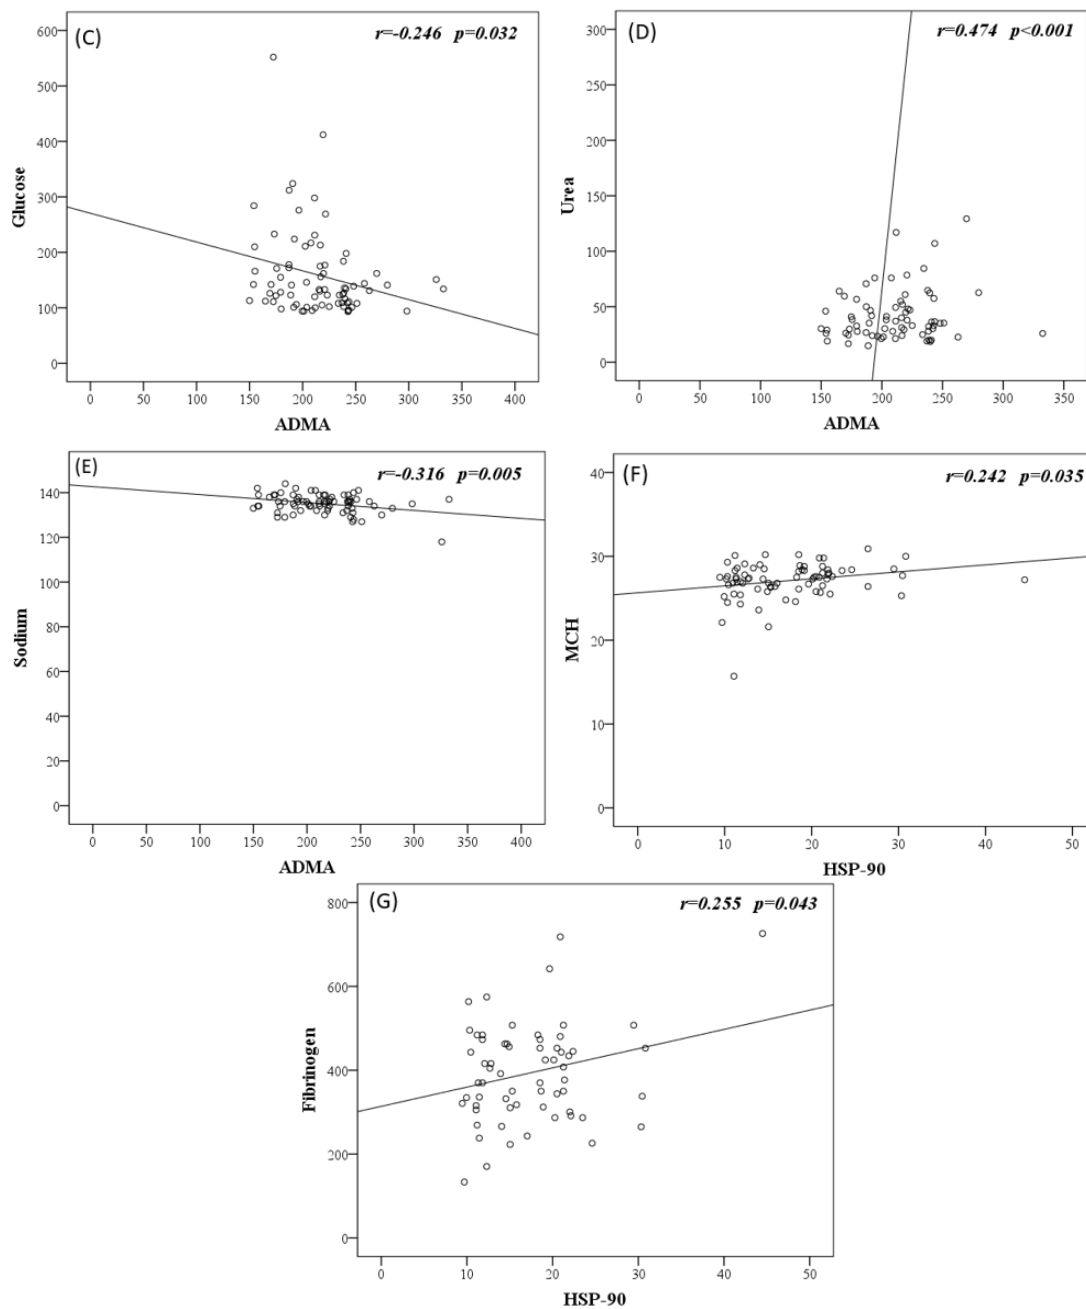 (C)
r=-0.246 p=0.032
600
500
400
300
200
100
0
Glucose
0 50 100 150 200 250 300 350 400
ADMA
(D)
r=0.474 p<0.001
300
250
200
150
100
50
0
Urea
0 50 100 150 200 250 300 350
ADMA
(E)
r=-0.316 p=0.005
140
120
100
80
60
40
20
0
Sodium
0 50 100 150 200 250 300 350 400
ADMA
(F)
r=0.242 p=0.035
40
30
20
10
0
MCH
0 10 20 30 40 50
HSP-90
(G)
r=0.255 p=0.043
800
600
400
200
0
Fibrinogen
0 10 20 30 40 50
HSP-90